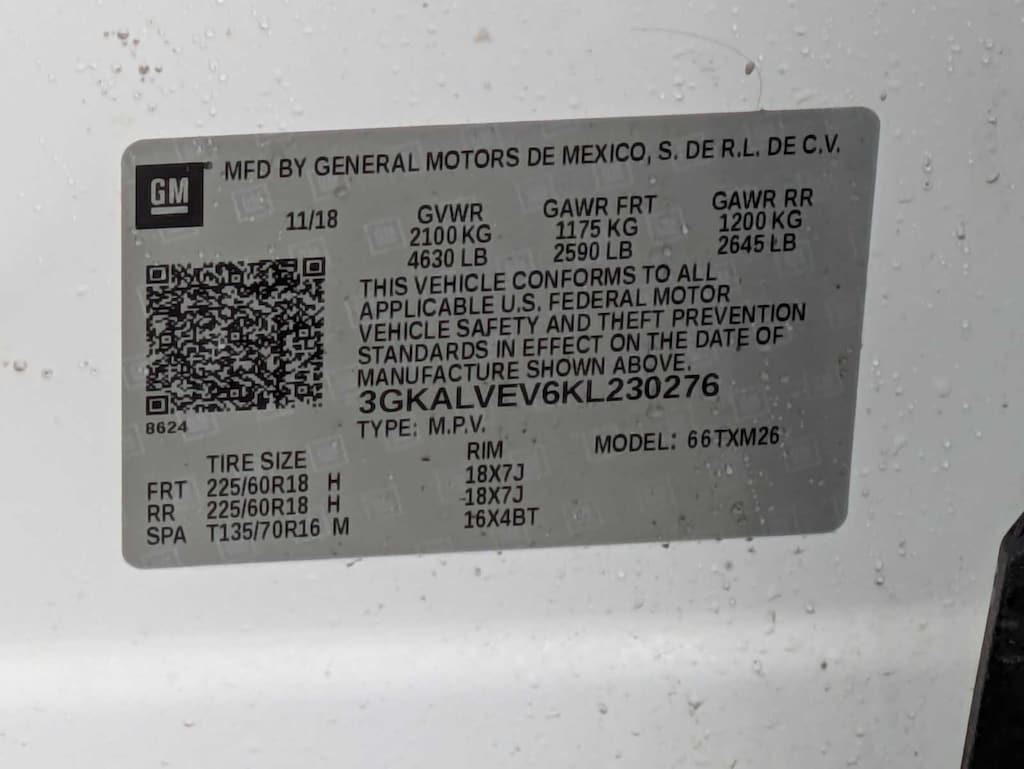 GM
MFD BY GENERAL MOTORS DE MEXICO, S. DE R.L. DE C.V.
11/18 GVWR GAWR FRT GAWR RR
2100 KG 1175 KG 1200 KG
4630 LB 2590 LB 2645 LB
THIS VEHICLE CONFORMS TO ALL
APPLICABLE U.S. FEDERAL MOTOR
VEHICLE SAFETY AND THEFT PREVENTION
STANDARDS IN EFFECT ON THE DATE OF
MANUFACTURE SHOWN ABOVE.
3GKALVEV6KL230276
8624
TYPE: M.P.V. MODEL: 66TXM26
TIRE SIZE RIM
FRT 225/60R18 H 18X7J
RR 225/60R18 H 18X7J
SPA T135/70R16 M 16X4BT